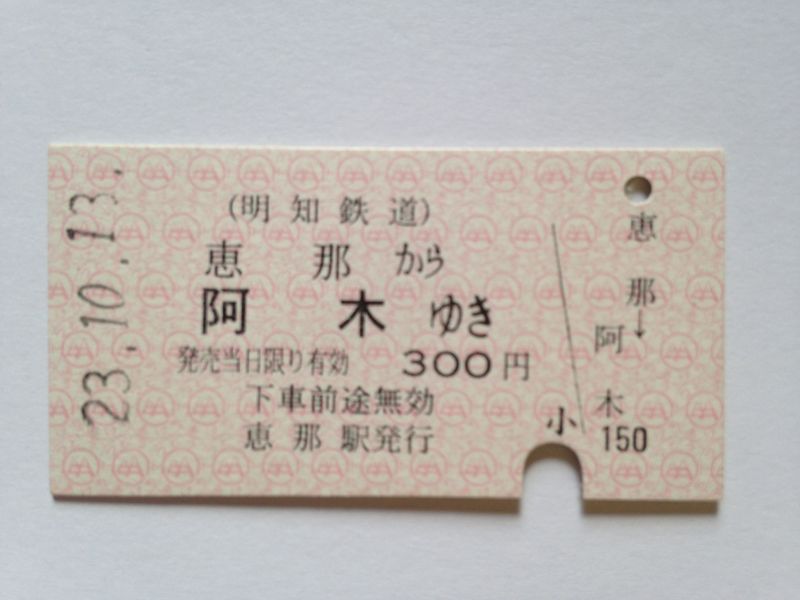 23.10.13.
(明知鉄道)
恵那から
阿木ゆき
発売当日限り有効 300円
下車前途無効
恵那駅発行
小
恵那→
阿木
150